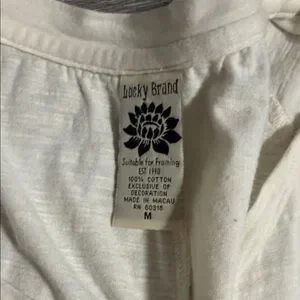 Lucky Brand
Suitable for Framing
EST. 1990
100% COTTON
EXCLUSIVE OF
DECORATION
MADE IN MACAU
RN 80318
M